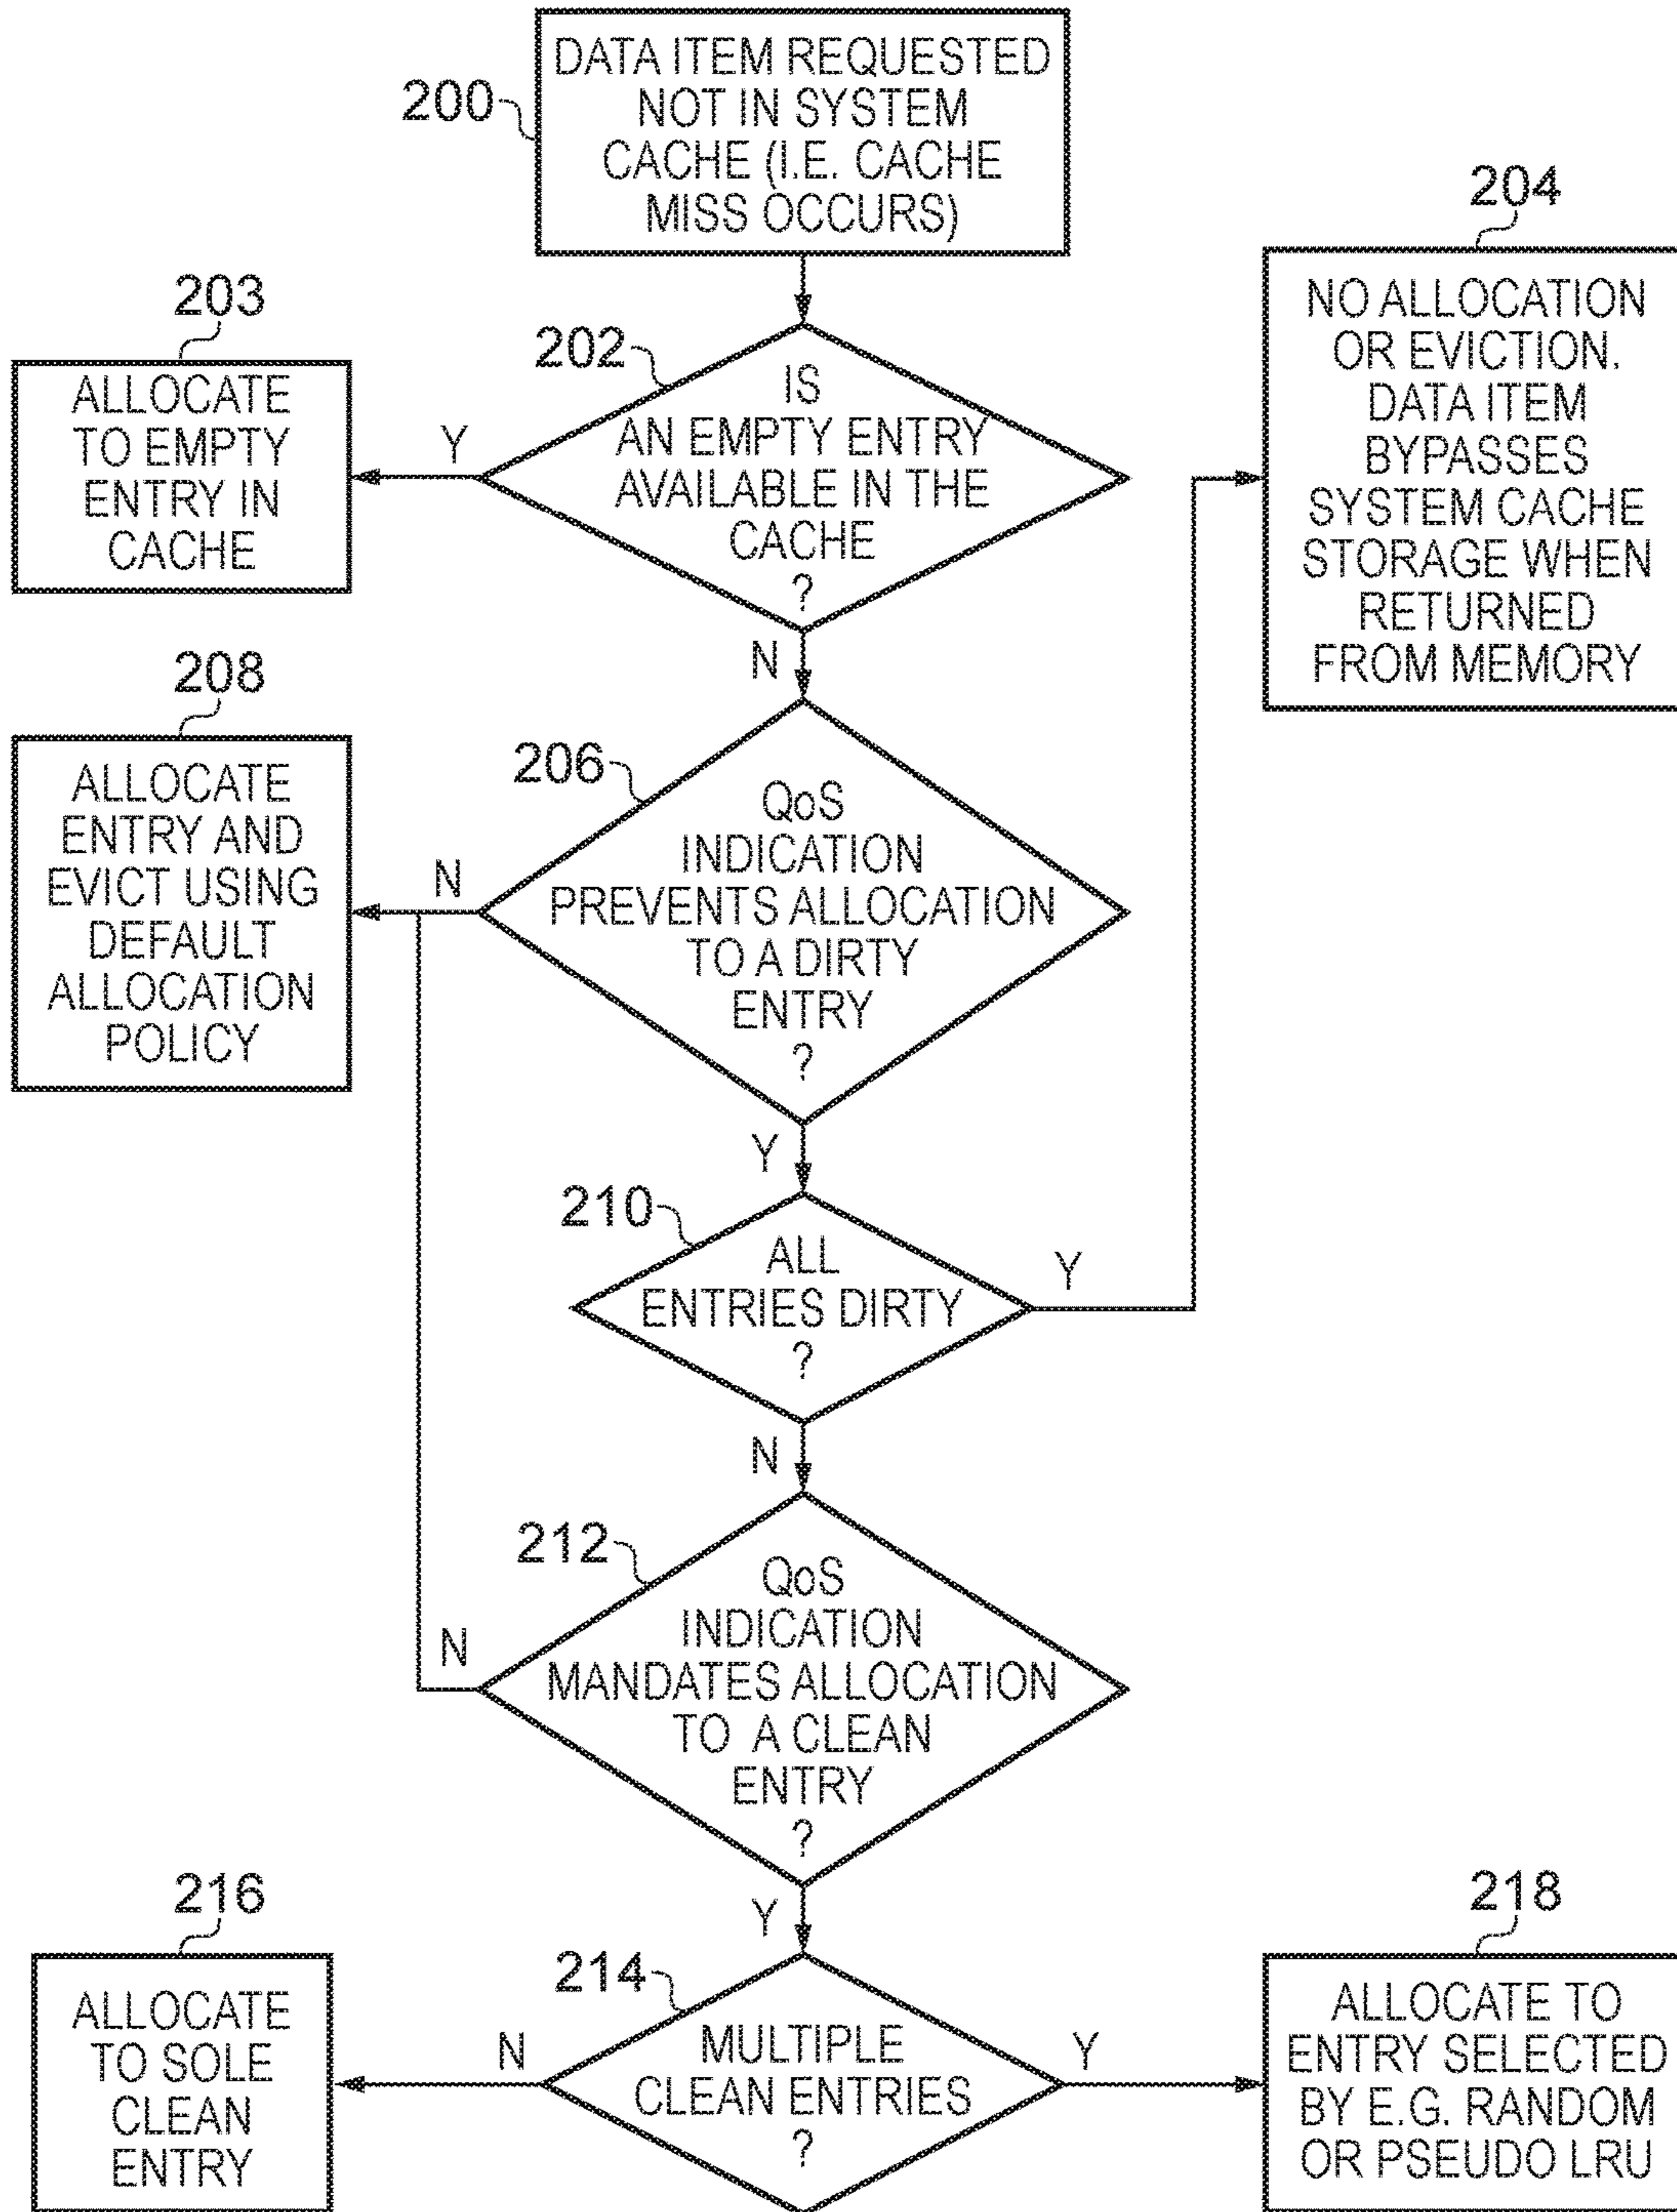 200
DATA ITEM REQUESTED
NOT IN SYSTEM
CACHE (I.E. CACHE
MISS OCCURS)
204
NO ALLOCATION
OR EVICTION.
DATA ITEM
BYPASSES
SYSTEM CACHE
STORAGE WHEN
RETURNED
FROM MEMORY
203
ALLOCATE
TO EMPTY
ENTRY IN
CACHE
Y
202
IS
AN EMPTY ENTRY
AVAILABLE IN THE
CACHE
?
N
208
ALLOCATE
ENTRY AND
EVICT USING
DEFAULT
ALLOCATION
POLICY
N
206
QoS
INDICATION
PREVENTS ALLOCATION
TO A DIRTY
ENTRY
?
Y
210
ALL
ENTRIES DIRTY
?
Y
N
212
QoS
INDICATION
MANDATES ALLOCATION
TO A CLEAN
ENTRY
?
N
Y
216
ALLOCATE
TO SOLE
CLEAN
ENTRY
N
214
MULTIPLE
CLEAN ENTRIES
?
Y
218
ALLOCATE TO
ENTRY SELECTED
BY E.G. RANDOM
OR PSEUDO LRU